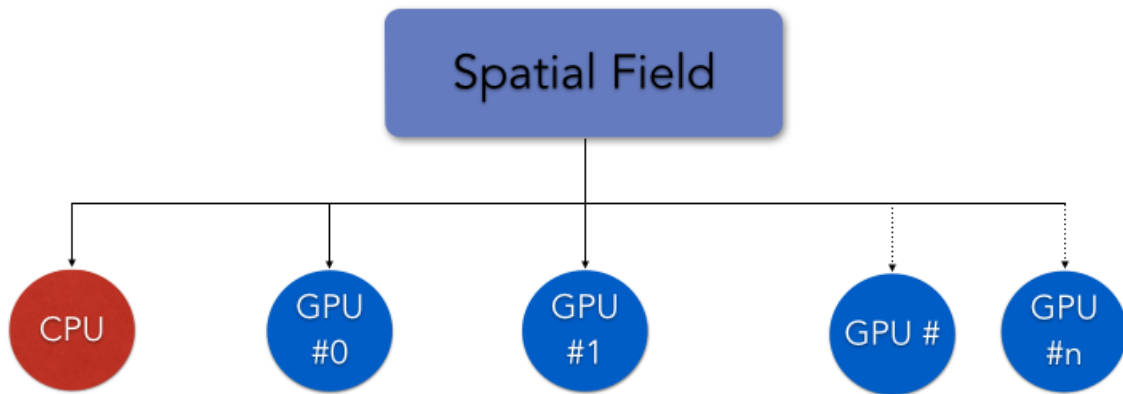 Spatial Field
CPU
GPU
#0
GPU
#1
GPU #
GPU
#n